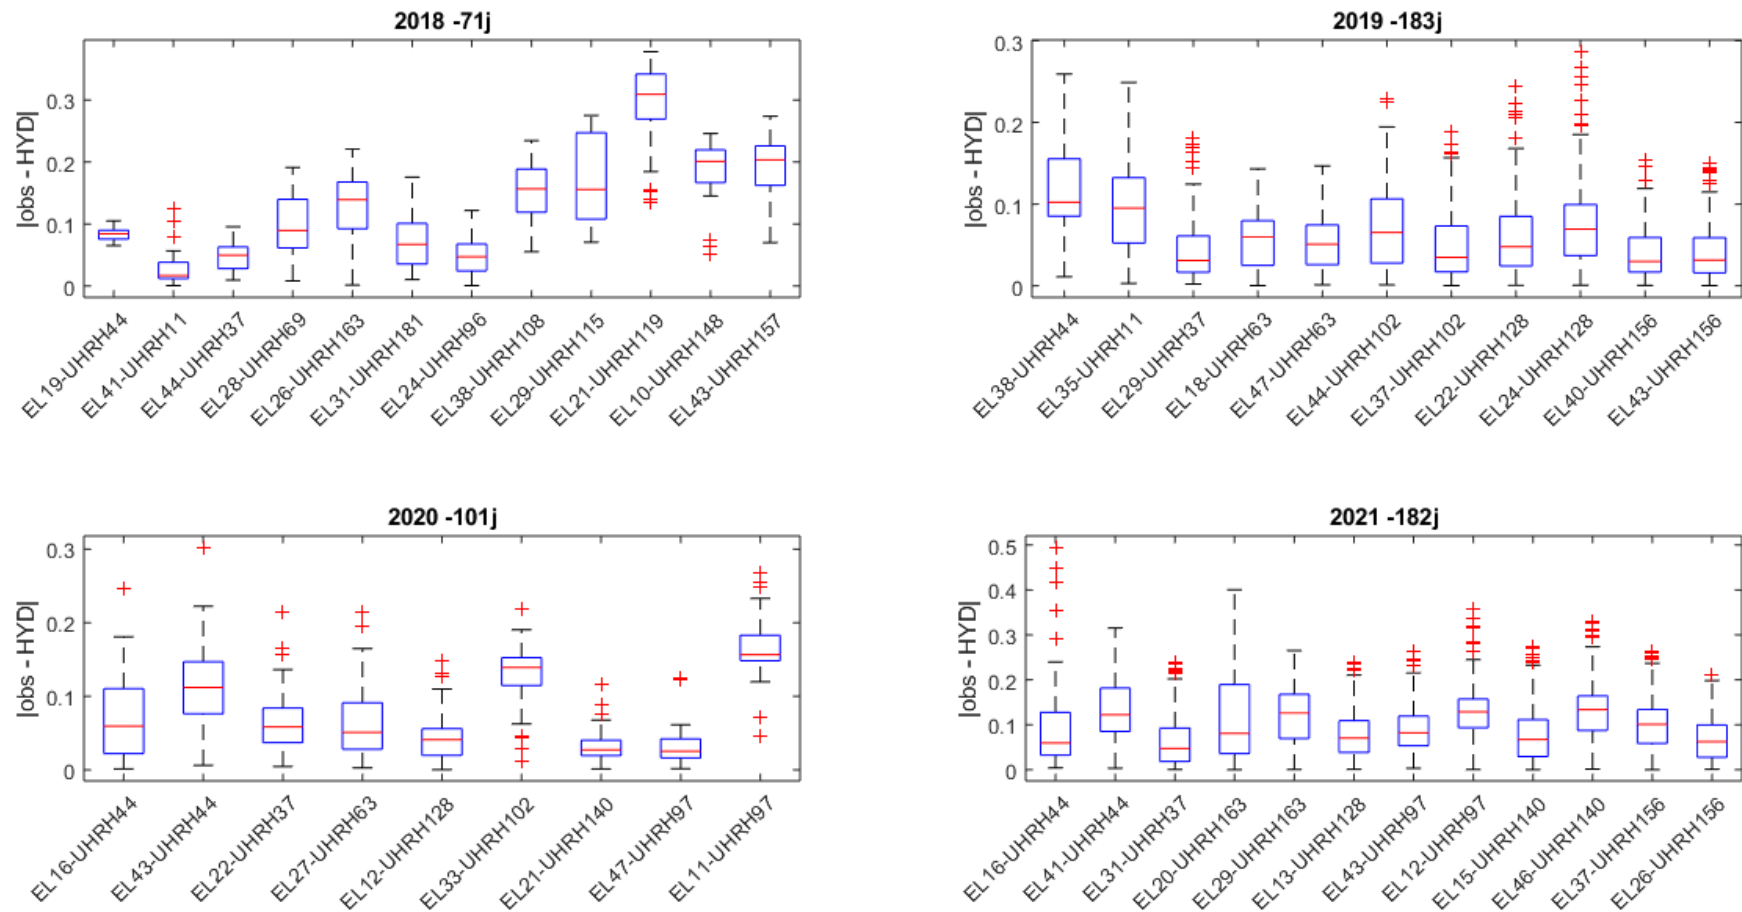 2018 -71j
|obs - HYD|
0.3
0.2
0.1
0
EL19-UHRH44
EL41-UHRH11
EL44-UHRH37
EL28-UHRH69
EL26-UHRH163
EL31-UHRH181
EL24-UHRH96
EL38-UHRH108
EL29-UHRH115
EL21-UHRH119
EL10-UHRH148
EL43-UHRH157
2019 -183j
|obs - HYD|
0.3
0.2
0.1
0
EL38-UHRH44
EL35-UHRH11
EL29-UHRH37
EL18-UHRH63
EL47-UHRH63
EL44-UHRH102
EL37-UHRH102
EL22-UHRH128
EL24-UHRH128
EL40-UHRH156
EL43-UHRH156
2020 -101j
|obs - HYD|
0.3
0.2
0.1
0
EL16-UHRH44
EL43-UHRH44
EL22-UHRH37
EL27-UHRH63
EL12-UHRH128
EL33-UHRH102
EL21-UHRH140
EL47-UHRH97
EL11-UHRH97
2021 -182j
|obs - HYD|
0.5
0.4
0.3
0.2
0.1
0
EL16-UHRH44
EL41-UHRH44
EL31-UHRH37
EL20-UHRH163
EL29-UHRH163
EL13-UHRH128
EL43-UHRH97
EL12-UHRH97
EL15-UHRH140
EL46-UHRH140
EL37-UHRH156
EL26-UHRH156